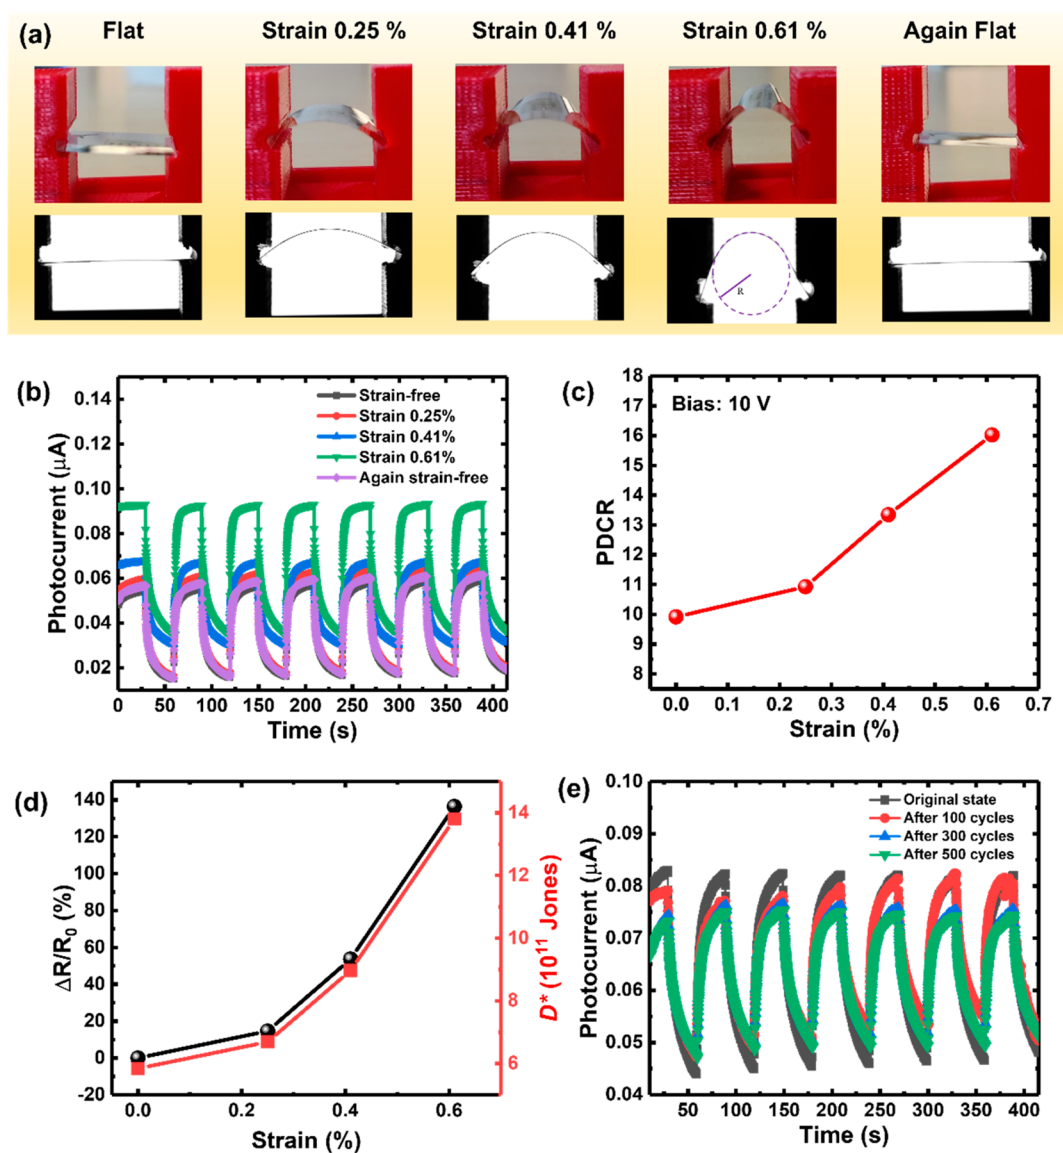 (a)
Flat
Strain 0.25 %
Strain 0.41 %
Strain 0.61 %
Again Flat
R
(b)
Photocurrent (μA)
0.14
0.12
0.10
0.08
0.06
0.04
0.02
Strain-free
Strain 0.25%
Strain 0.41%
Strain 0.61%
Again strain-free
0 50 100 150 200 250 300 350 400
Time (s)
(c)
PDCR
18
17
16
15
14
13
12
11
10
9
8
Bias: 10 V
0.0 0.1 0.2 0.3 0.4 0.5 0.6 0.7
Strain (%)
(d)
ΔR/R₀ (%)
140
120
100
80
60
40
20
0
-20
0.0 0.2 0.4 0.6
Strain (%)
14
12
10
8
6
D* (10¹¹ Jones)
(e)
Photocurrent (μA)
0.10
0.09
0.08
0.07
0.06
0.05
0.04
Original state
After 100 cycles
After 300 cycles
After 500 cycles
50 100 150 200 250 300 350 400
Time (s)